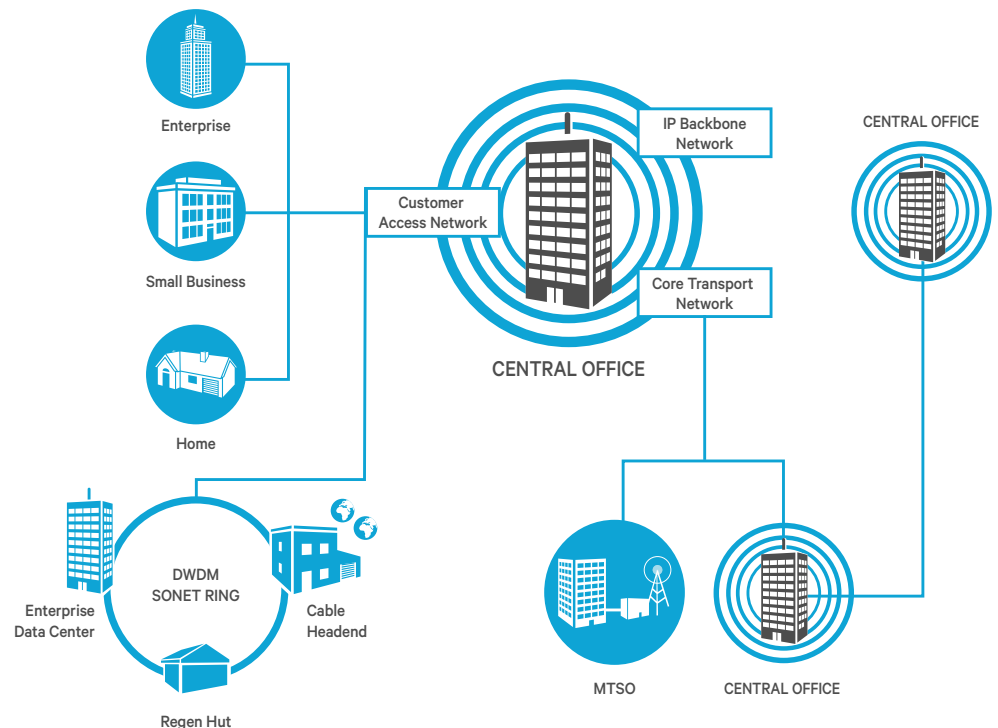 Enterprise
Small Business
Home
Customer
Access Network
IP Backbone
Network
Core Transport
Network
CENTRAL OFFICE
CENTRAL OFFICE
DWDM
SONET RING
Enterprise
Data Center
Cable
Headend
Regen Hut
MTSO
CENTRAL OFFICE